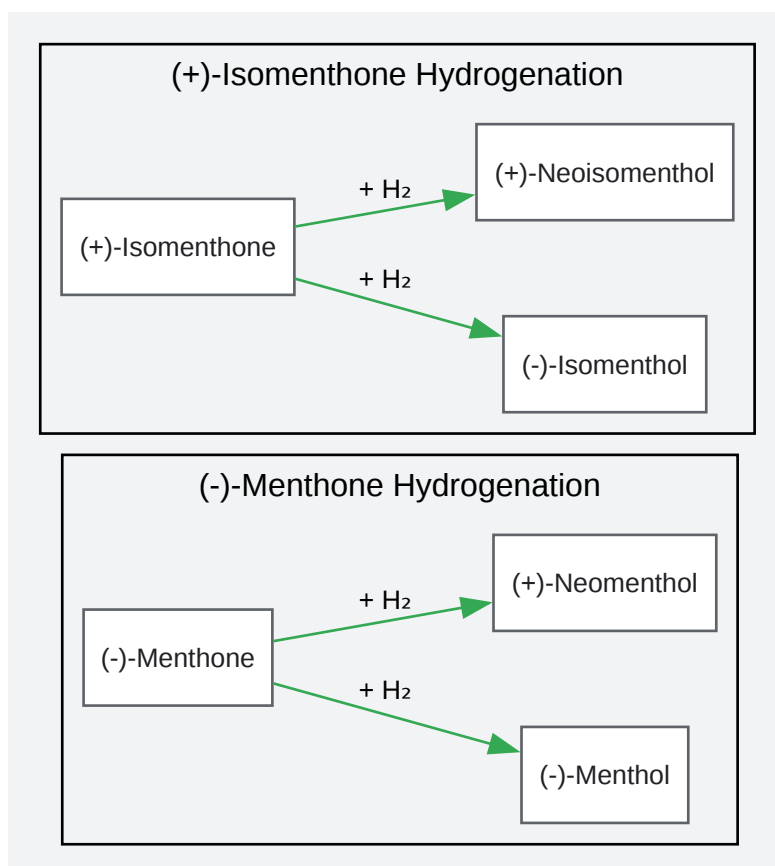 (+)-Isomenthone Hydrogenation
(+)-Neoisomenthol
+ H₂
(+)-Isomenthone
+ H₂
(-)-Isomenthol
(-)-Menthone Hydrogenation
(+)-Neomenthol
+ H₂
(-)-Menthone
+ H₂
(-)-Menthol